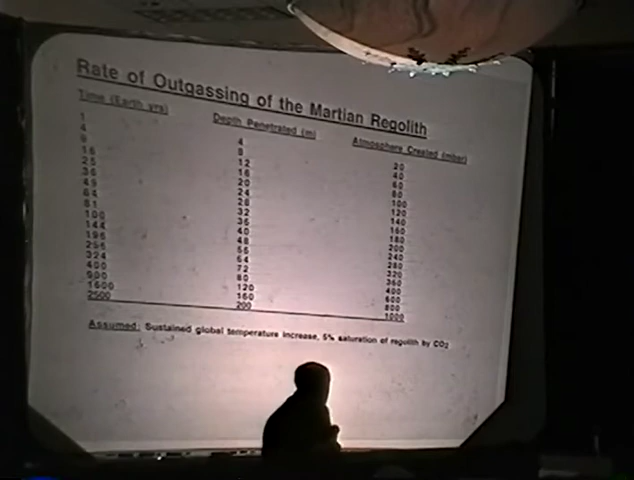 Rate of Outgassing of the Martian Regolith
Time (Earth yrs) Depth Penetrated (m) Atmosphere Created (mbar)
1 4 20
4 8 40
9 12 60
16 16 80
25 20 100
36 24 120
49 28 140
64 32 160
81 36 180
100 40 200
144 48 240
196 56 280
256 64 320
324 72 360
400 80 400
900 120 600
1600 160 800
2500 200 1000
Assumed: Sustained global temperature increase, 5% saturation of regolith by CO2